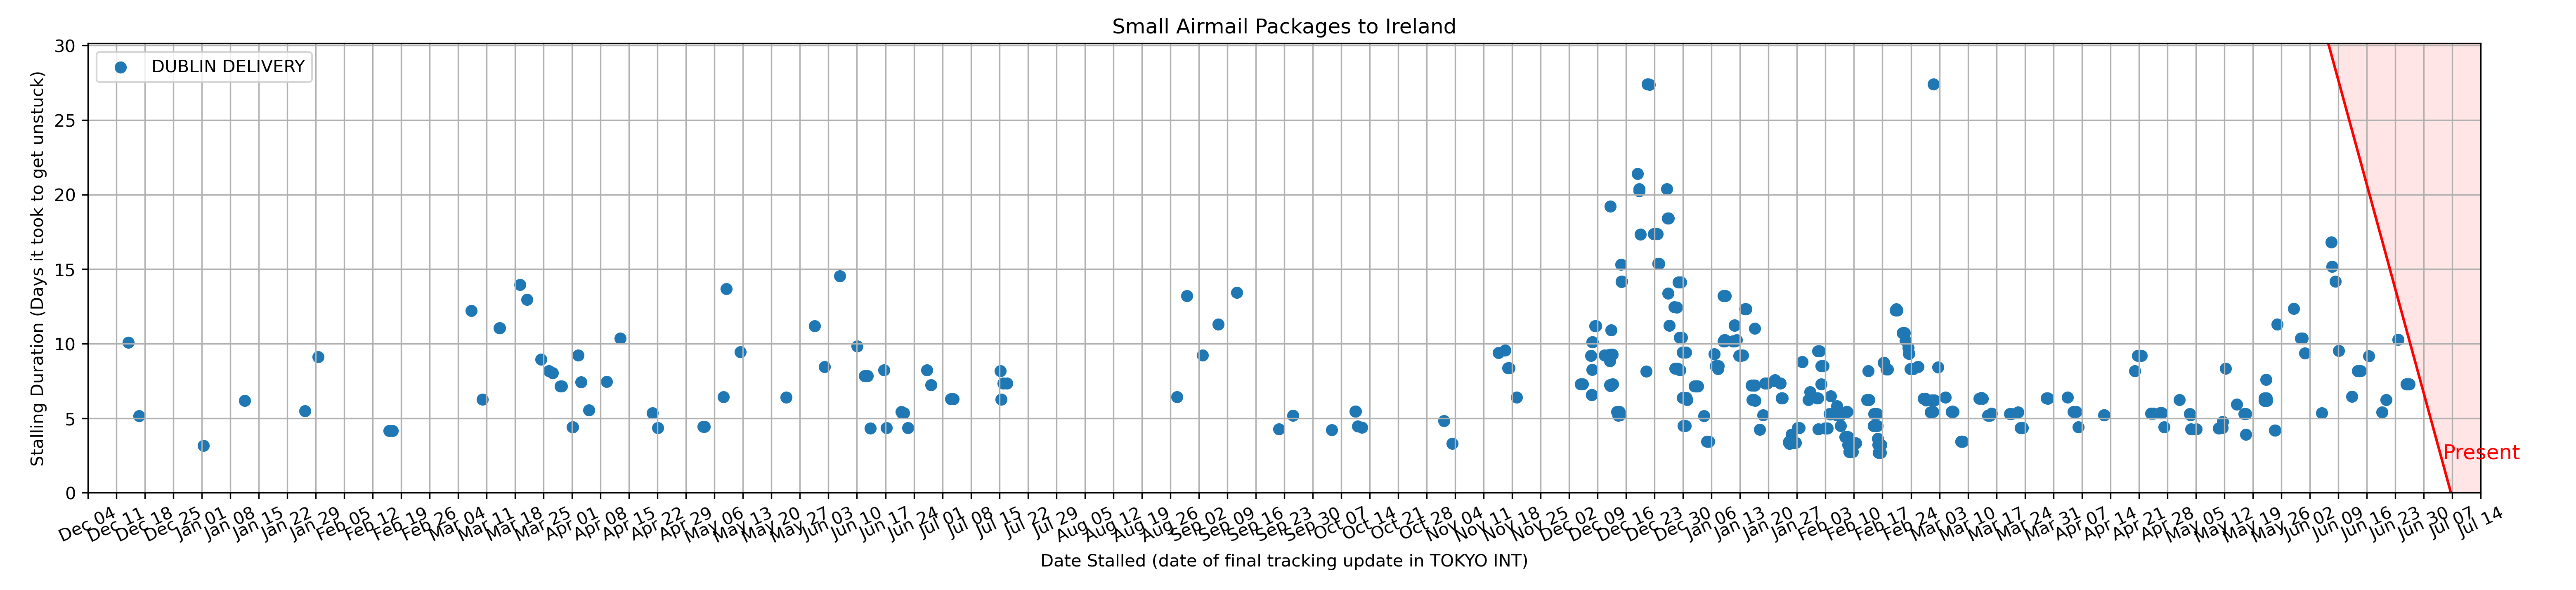 Small Airmail Packages to Ireland
DUBLIN DELIVERY
Stalling Duration (Days it took to get unstuck)
30
25
20
15
10
5
0
Present
Dec 04
Dec 11
Dec 18
Dec 25
Jan 01
Jan 08
Jan 15
Jan 22
Jan 29
Feb 05
Feb 12
Feb 19
Feb 26
Mar 04
Mar 11
Mar 18
Mar 25
Apr 01
Apr 08
Apr 15
Apr 22
Apr 29
May 06
May 13
May 20
May 27
Jun 03
Jun 10
Jun 17
Jun 24
Jul 01
Jul 08
Jul 15
Jul 22
Jul 29
Aug 05
Aug 12
Aug 19
Aug 26
Sep 02
Sep 09
Sep 16
Sep 23
Sep 30
Oct 07
Oct 14
Oct 21
Oct 28
Nov 04
Nov 11
Nov 18
Nov 25
Dec 02
Dec 09
Dec 16
Dec 23
Dec 30
Jan 06
Jan 13
Jan 20
Jan 27
Feb 03
Feb 10
Feb 17
Feb 24
Mar 03
Mar 10
Mar 17
Mar 24
Mar 31
Apr 07
Apr 14
Apr 21
Apr 28
May 05
May 12
May 19
May 26
Jun 02
Jun 09
Jun 16
Jun 23
Jun 30
Jul 07
Jul 14
Date Stalled (date of final tracking update in TOKYO INT)